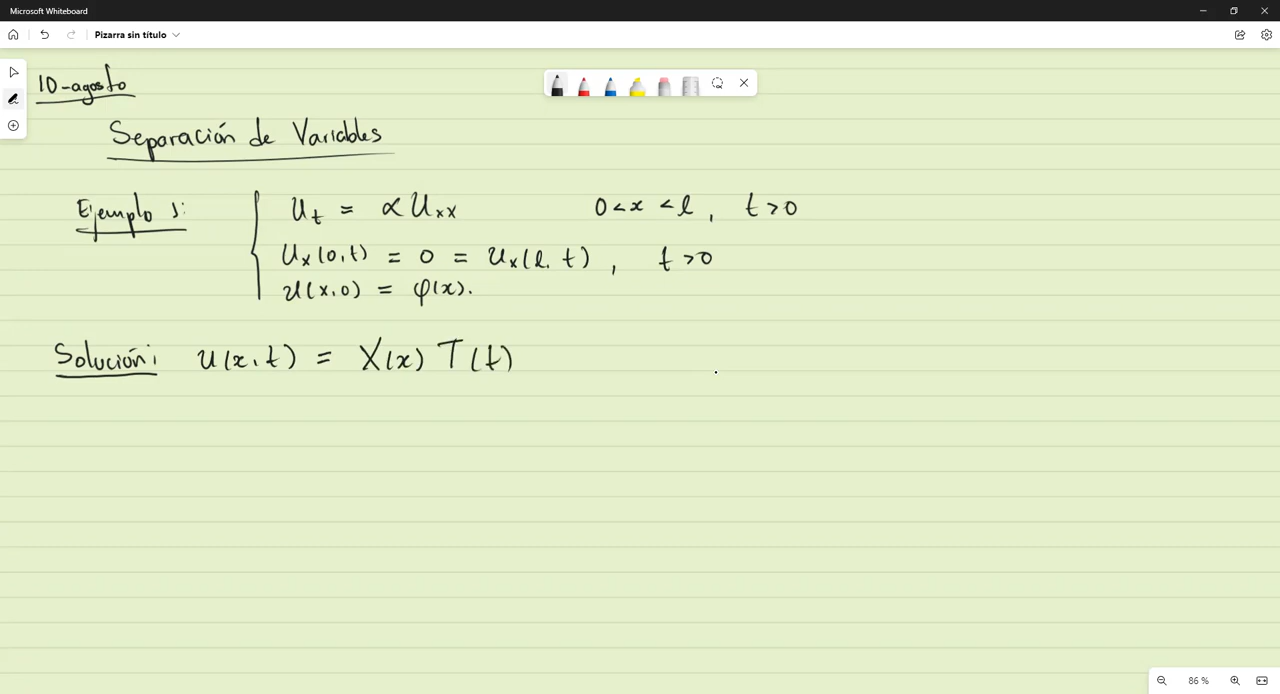 Microsoft Whiteboard
Pizarra sin título
10-agosto
Separación de Variables
Ejemplo 1: u_t = α u_xx 0 < x < l, t > 0
u_x(0,t) = 0 = u_x(l,t), t > 0
u(x,0) = φ(x).
Solución: u(x,t) = X(x) T(t)
86 %